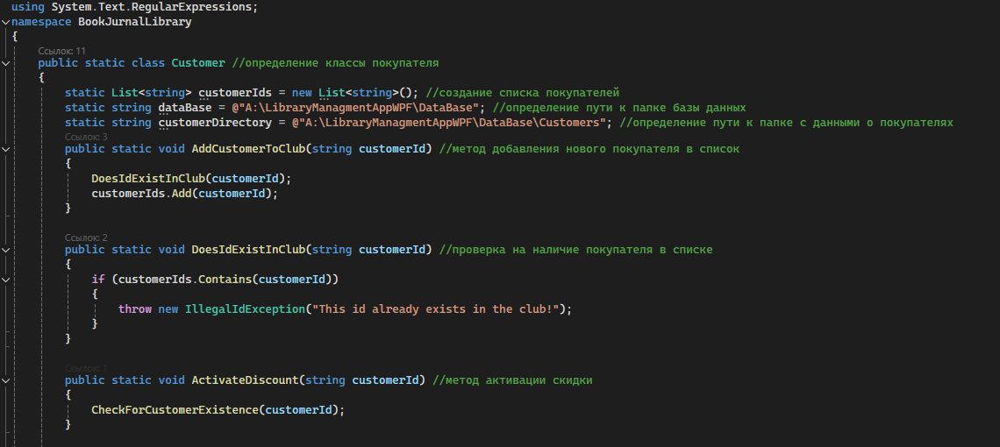 using System.Text.RegularExpressions;
namespace BookJurnalLibrary
{
Ссылок: 11
public static class Customer //определение классы покупателя
{
static List<string> customerIds = new List<string>(); //создание списка покупателей
static string dataBase = @"A:\LibraryManagmentAppWPF\DataBase"; //определение пути к папке базы данных
static string customerDirectory = @"A:\LibraryManagmentAppWPF\DataBase\Customers"; //определение пути к папке с данными о покупателях
Ссылок: 3
public static void AddCustomerToClub(string customerId) //метод добавления нового покупателя в список
{
DoesIdExistInClub(customerId);
customerIds.Add(customerId);
}
Ссылок: 2
public static void DoesIdExistInClub(string customerId) //проверка на наличие покупателя в списке
{
if (customerIds.Contains(customerId))
{
throw new IllegalIdException("This id already exists in the club!");
}
}
Ссылок: 1
public static void ActivateDiscount(string customerId) //метод активации скидки
{
CheckForCustomerExistence(customerId);
}